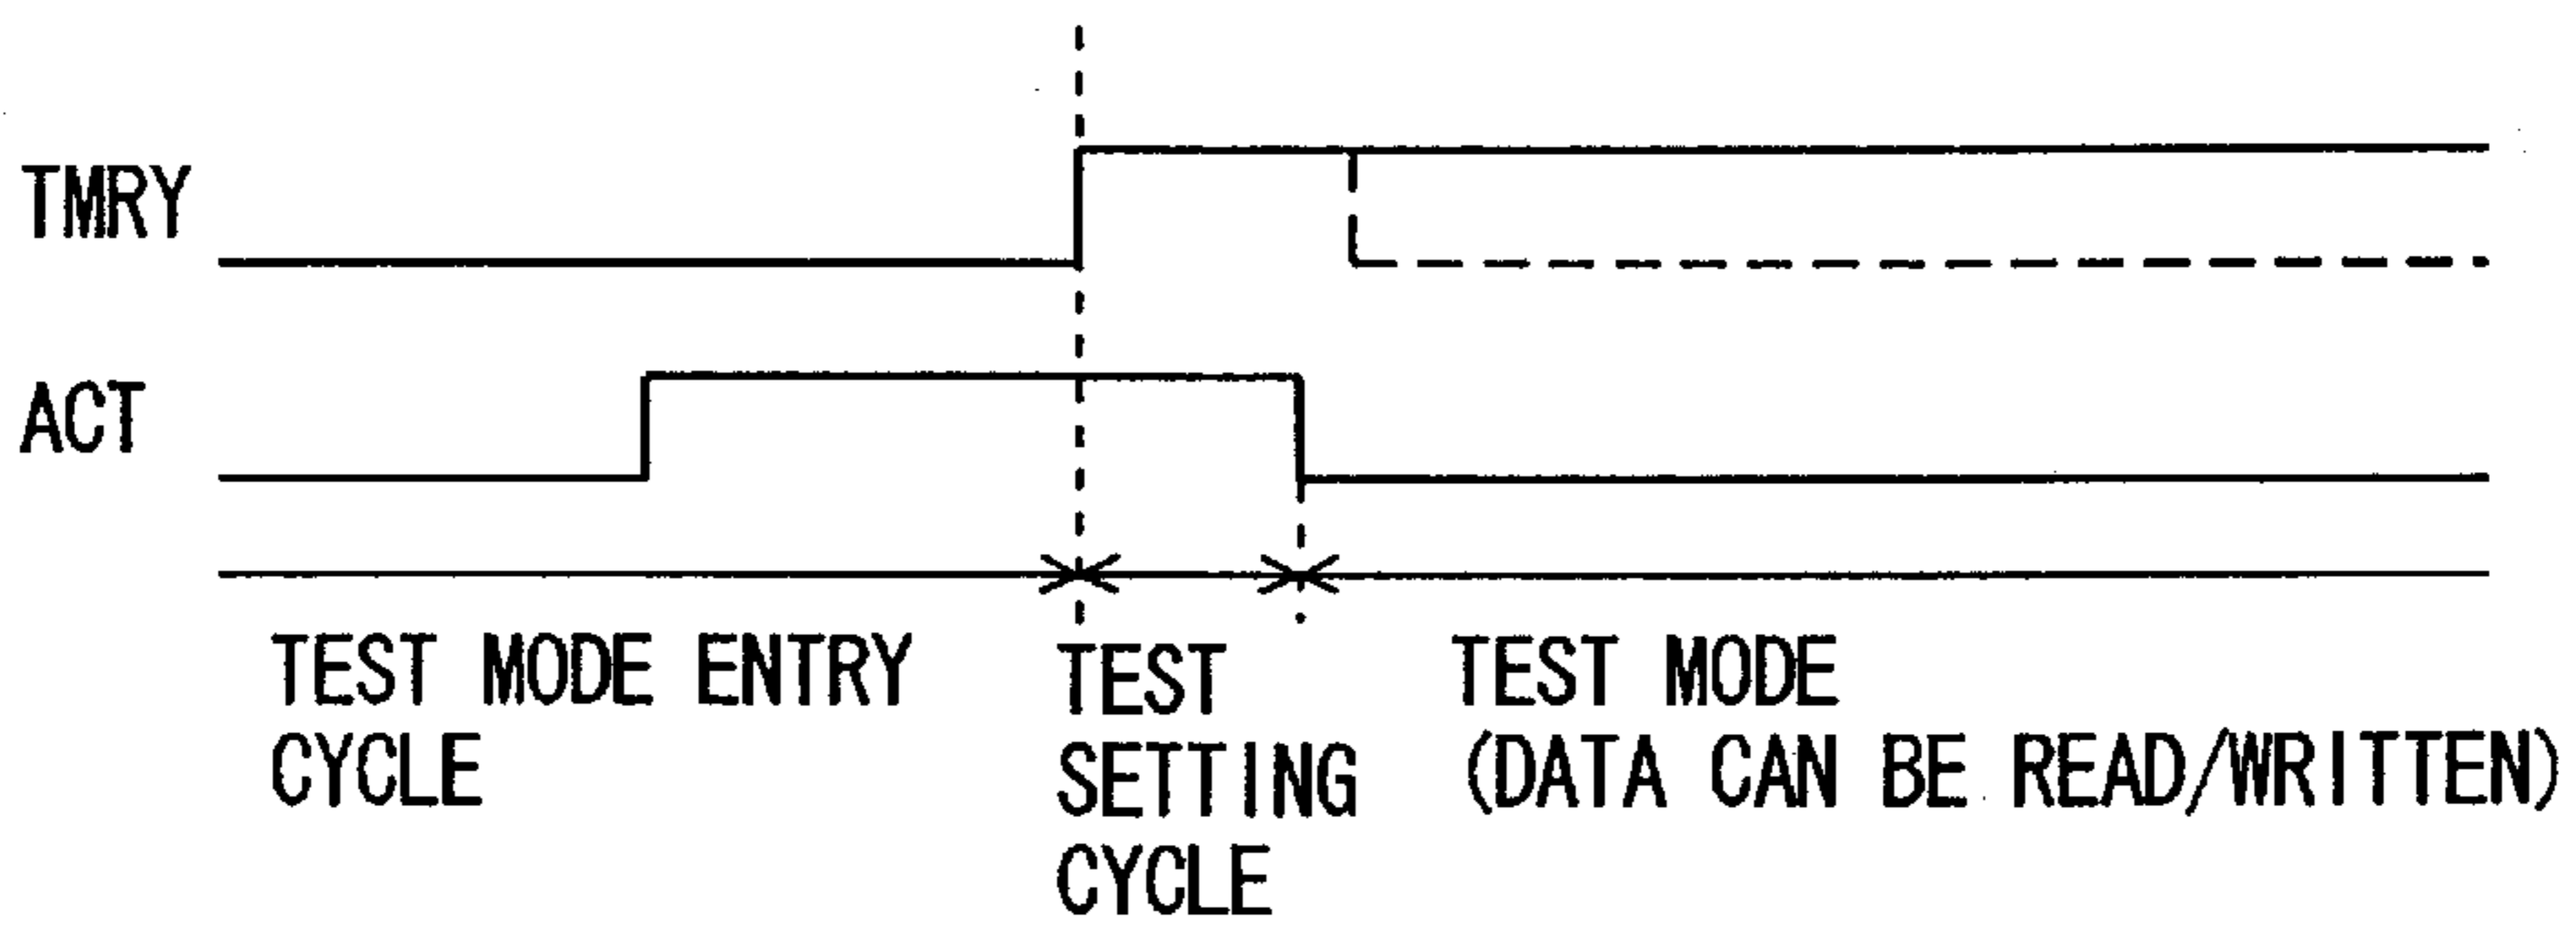 TMRY
ACT
TEST MODE ENTRY
CYCLE
TEST
SETTING
CYCLE
TEST MODE
(DATA CAN BE READ/WRITTEN)